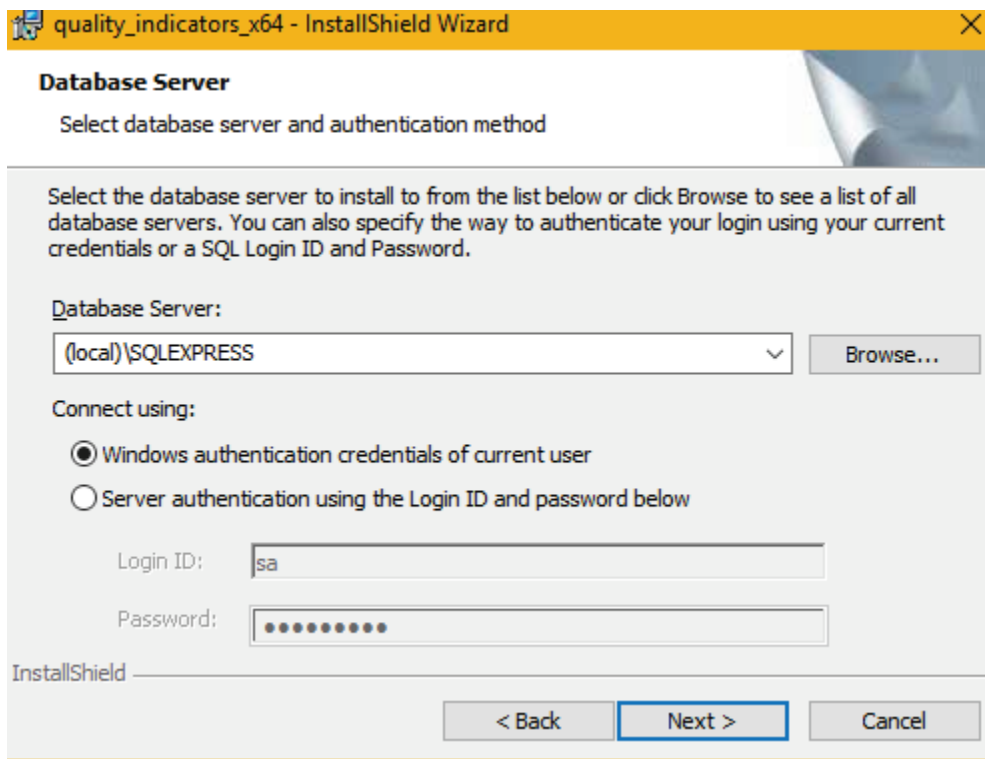 quality_indicators_x64 - InstallShield Wizard
Database Server
Select database server and authentication method
Select the database server to install to from the list below or click Browse to see a list of all
database servers. You can also specify the way to authenticate your login using your current
credentials or a SQL Login ID and Password.
Database Server:
(local)\SQLEXPRESS
Browse...
Connect using:
Windows authentication credentials of current user
Server authentication using the Login ID and password below
Login ID:
sa
Password:
●●●●●●●●●
InstallShield
< Back Next > Cancel